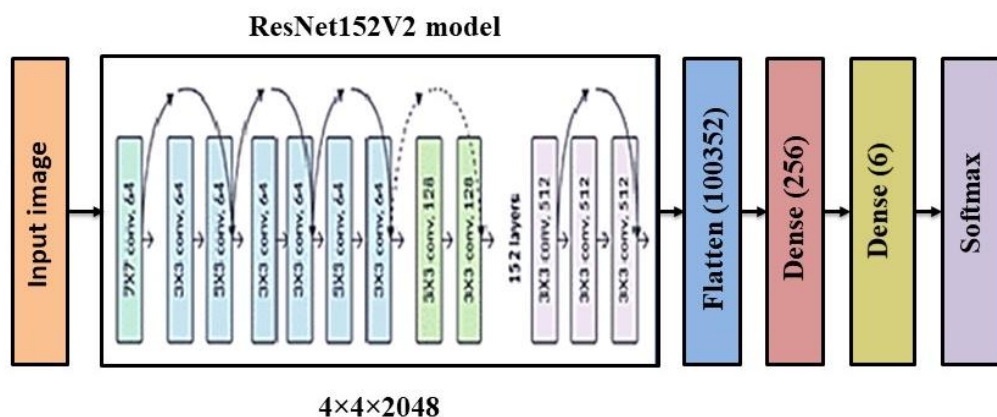 ResNet152V2 model
Input image
7X7 conv, 64
3X3 conv, 64
3X3 conv, 64
3X3 conv, 64
3X3 conv, 64
3X3 conv, 64
3X3 conv, 64
3X3 conv, 128
3X3 conv, 128
152 layers
3X3 conv, 512
3X3 conv, 512
3X3 conv, 512
Flatten (100352)
Dense (256)
Dense (6)
Softmax
4×4×2048